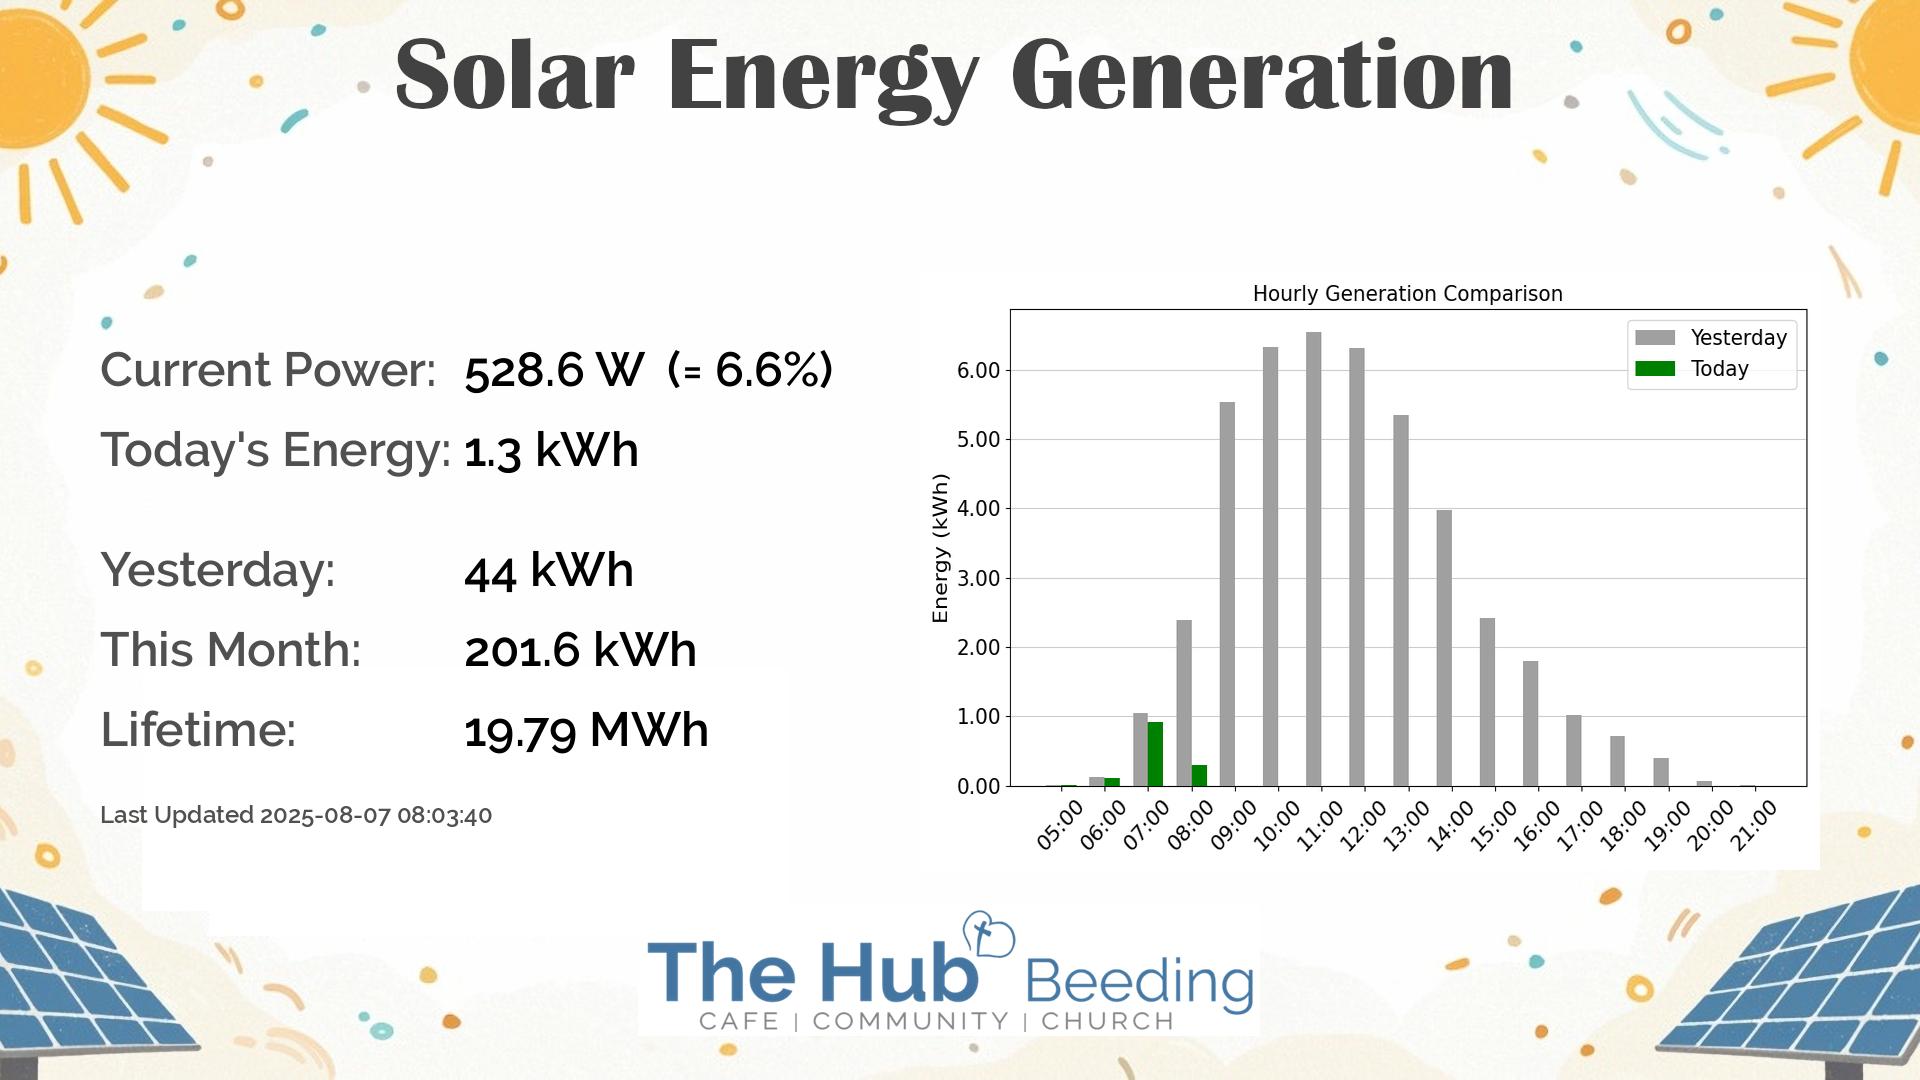 Solar Energy Generation
Current Power: 528.6 W (= 6.6%)
Today's Energy: 1.3 kWh
Yesterday: 44 kWh
This Month: 201.6 kWh
Lifetime: 19.79 MWh
Last Updated 2025-08-07 08:03:40
Hourly Generation Comparison
Yesterday
Today
Energy (kWh)
6.00
5.00
4.00
3.00
2.00
1.00
0.00
05:00 06:00 07:00 08:00 09:00 10:00 11:00 12:00 13:00 14:00 15:00 16:00 17:00 18:00 19:00 20:00 21:00
The Hub Beeding
CAFE | COMMUNITY | CHURCH